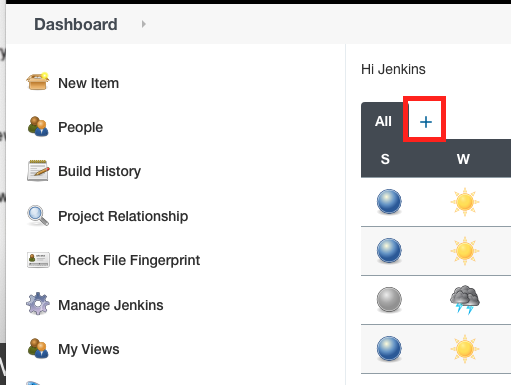 Dashboard
Hi Jenkins
New Item
People
Build History
Project Relationship
Check File Fingerprint
Manage Jenkins
My Views
All +
S W